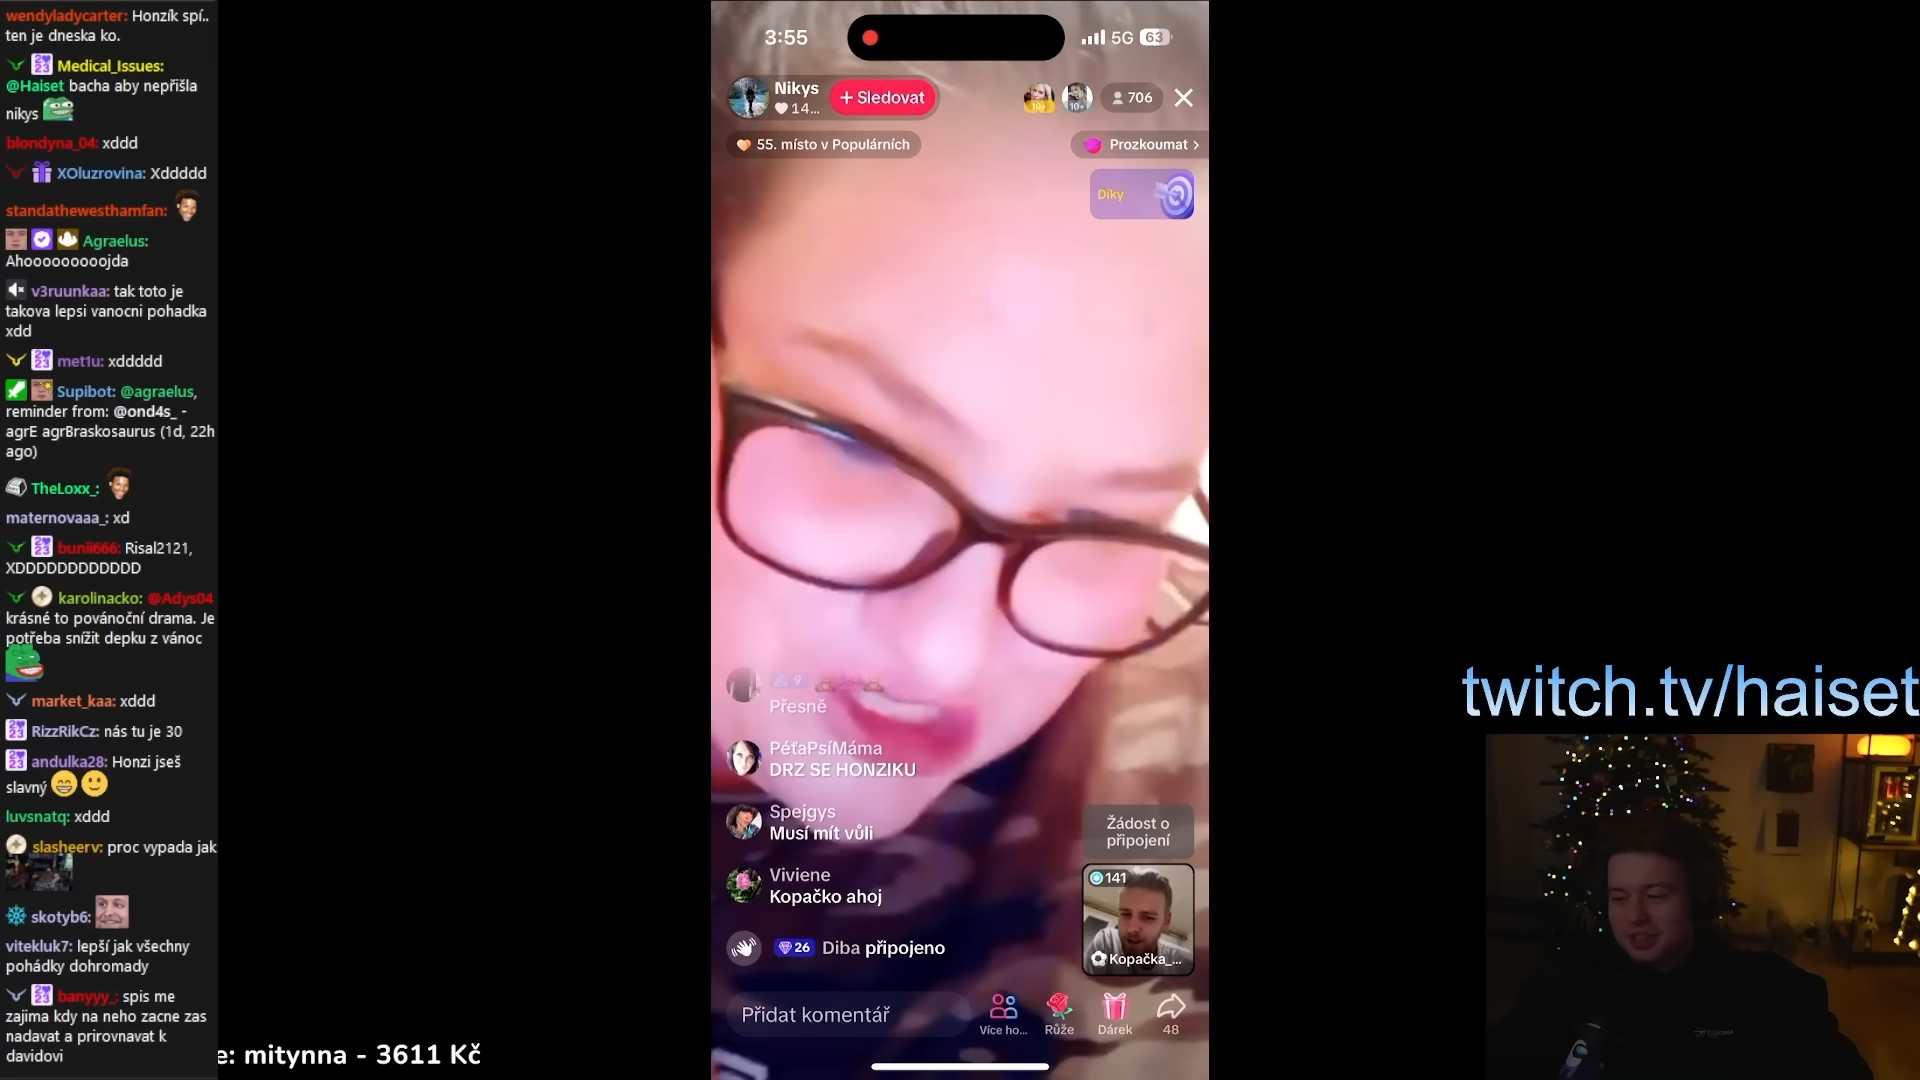 wendyladycarter: Honzík spí..
ten je dneska ko.
Medical_Issues:
@Haiset bacha aby nepřišla
nikys
blondyna_04: xddd
XOluzrovina: Xddddd
standathewesthamfan:
Agraelus:
Ahooooooooojda
v3ruunkaa: tak toto je
takova lepsi vanocni pohadka
xdd
met1u: xddddd
Supibot: @agraelus,
reminder from: @ond4s_ -
agrE agrBraskosaurus (1d, 22h
ago)
TheLoxx_:
maternovaaa_: xd
bunii666: Risal2121,
XDDDDDDDDDDDD
karolinacko: @Adys04
krásné to povánoční drama. Je
potřeba snížit depku z vánoc
market_kaa: xddd
RizzRikCz: nás tu je 30
andulka28: Honzi jseš
slavný
luvsnatq: xddd
slasheerv: proc vypada jak
skotyb6:
vitekluk7: lepší jak všechny
pohádky dohromady
banyyy_: spis me
zajima kdy na neho zacne zas
nadavat a prirovnavat k
davidovi
e: mitynna - 3611 Kč
3:55
5G 63
Nikys
14...
+ Sledovat
10+
10+
706
55. místo v Populárních
Prozkoumat >
Díky
9
Přesně
PéťaPsíMáma
DRZ SE HONZIKU
Spejgys
Musí mít vůli
Viviene
Kopačko ahoj
26 Diba připojeno
Žádost o
připojení
141
Kopačka_...
Přidat komentář
Více ho...
Růže
Dárek
48
twitch.tv/haiset